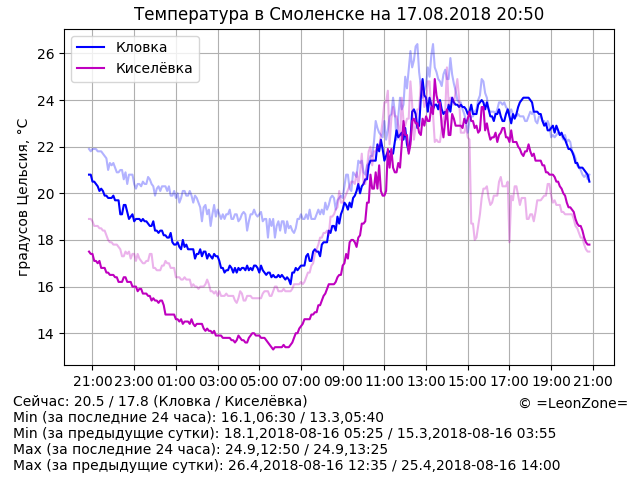 Температура в Смоленске на 17.08.2018 20:50
Кловка
Киселёвка
градусов Цельсия, °C
26
24
22
20
18
16
14
21:00 23:00 01:00 03:00 05:00 07:00 09:00 11:00 13:00 15:00 17:00 19:00 21:00
Сейчас: 20.5 / 17.8 (Кловка / Киселёвка)
© =LeonZone=
Min (за последние 24 часа): 16.1,06:30 / 13.3,05:40
Min (за предыдущие сутки): 18.1,2018-08-16 05:25 / 15.3,2018-08-16 03:55
Max (за последние 24 часа): 24.9,12:50 / 24.9,13:25
Max (за предыдущие сутки): 26.4,2018-08-16 12:35 / 25.4,2018-08-16 14:00